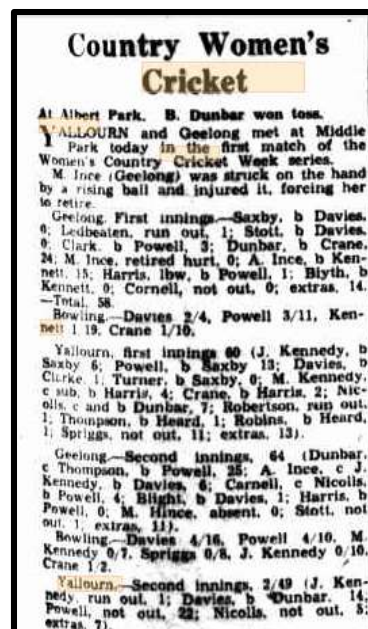 Country Women's
Cricket
At Albert Park. B. Dunbar won toss.
YALLOURN and Geelong met at Middle
Park today in the first match of the
Women's Country Cricket Week series.
M. Ince (Geelong) was struck on the hand
by a rising ball and injured it, forcing her
to retire.
Geelong. First innings—Saxby, b Davies,
0; Ledbeaten, run out, 1; Stott, b Davies,
0; Clark, b Powell, 3; Dunbar, b Crane,
24; M. Ince, retired hurt, 0; A. Ince, b Ken-
nett, 15; Harris, lbw, b Powell, 1; Blyth, b
Kennett, 0; Cornell, not out, 0; extras, 14.
—Total, 58
Bowling.—Davies 2/4, Powell 3/11, Ken-
nett 1 19, Crane 1/10.
Yallourn, first innings 60 (J. Kennedy, b
Saxby 6; Powell, b Saxby 13; Davies, b
Clarke, 1; Turner, b Saxby, 0; M. Kennedy,
c sub, b Harris, 4; Crane, b Harris, 2; Nic-
olls, c and b Dunbar, 7; Robertson, run out,
1; Thompson, b Heard, 1; Robins, b Heard,
1; Spriggs, not out, 11; extras, 13).
Geelong—Second innings, 64 (Dunbar,
c Thompson, b Powell, 25; A. Ince, c J.
Kennedy, b Davies, 6; Carnell, c Nicolls,
b Powell, 4; Blight, b Davies, 1; Harris, b
Powell, 0; M. Hince, absent, 0; Stott, not
out, 1; extras, 11).
Bowling—Davies 4/16, Powell 4/10, M.
Kennedy 0/7, Spriggs 0/8, J. Kennedy 0/10,
Crane 1/2.
Yallourn.—Second innings, 2/49 (J. Ken-
nedy, run out, 1; Davies, b Dunbar, 14,
Powell, not out, 22; Nicolls, not out, 5;
extras, 7).